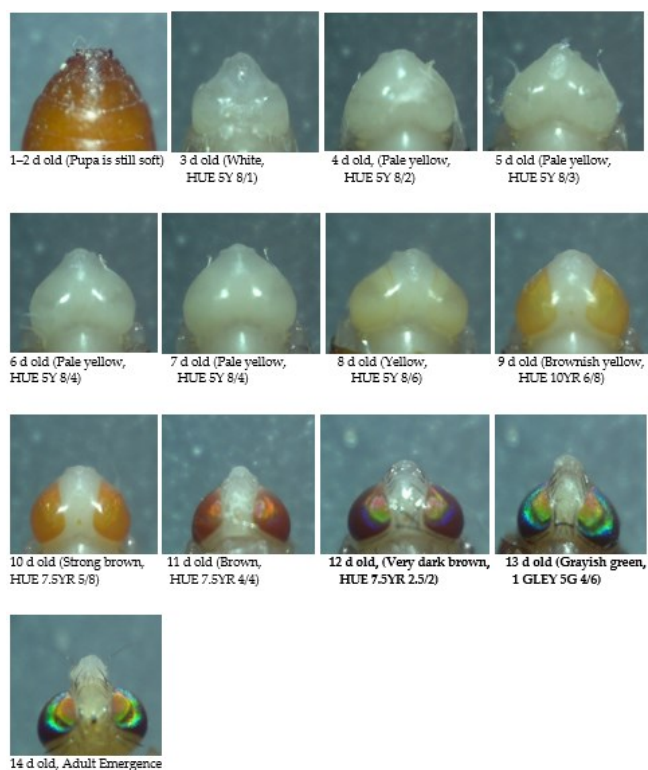 1–2 d old (Pupa is still soft)
3 d old (White,
HUE 5Y 8/1)
4 d old, (Pale yellow,
HUE 5Y 8/2)
5 d old (Pale yellow,
HUE 5Y 8/3)
6 d old (Pale yellow,
HUE 5Y 8/4)
7 d old (Pale yellow,
HUE 5Y 8/4)
8 d old (Yellow,
HUE 5Y 8/6)
9 d old (Brownish yellow,
HUE 10YR 6/8)
10 d old (Strong brown,
HUE 7.5YR 5/8)
11 d old (Brown,
HUE 7.5YR 4/4)
12 d old, (Very dark brown,
HUE 7.5YR 2.5/2)
13 d old (Grayish green,
1 GLEY 5G 4/6)
14 d old, Adult Emergence